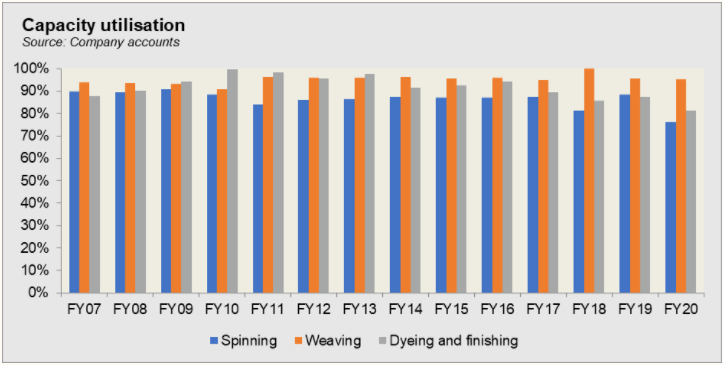 Capacity utilisation
Source: Company accounts
100%
90%
80%
70%
60%
50%
40%
30%
20%
10%
0%
FY07 FY08 FY09 FY10 FY11 FY12 FY13 FY14 FY15 FY16 FY17 FY18 FY19 FY20
Spinning Weaving Dyeing and finishing